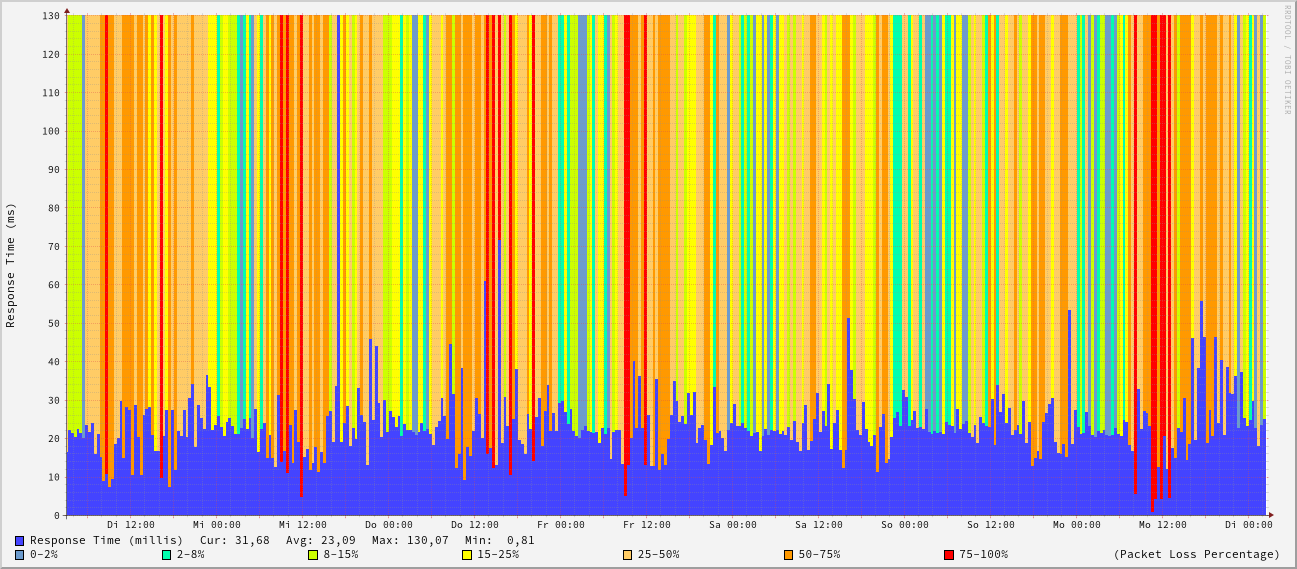 RRDTOOL / TOBI OETIKER
Response Time (ms)
130
120
110
100
90
80
70
60
50
40
30
20
10
0
Di 12:00 Mi 00:00 Mi 12:00 Do 00:00 Do 12:00 Fr 00:00 Fr 12:00 Sa 00:00 Sa 12:00 So 00:00 So 12:00 Mo 00:00 Mo 12:00 Di 00:00
Response Time (millis) Cur: 31,68 Avg: 23,09 Max: 130,07 Min: 0,81
0-2% 2-8% 8-15% 15-25% 25-50% 50-75% 75-100% (Packet Loss Percentage)